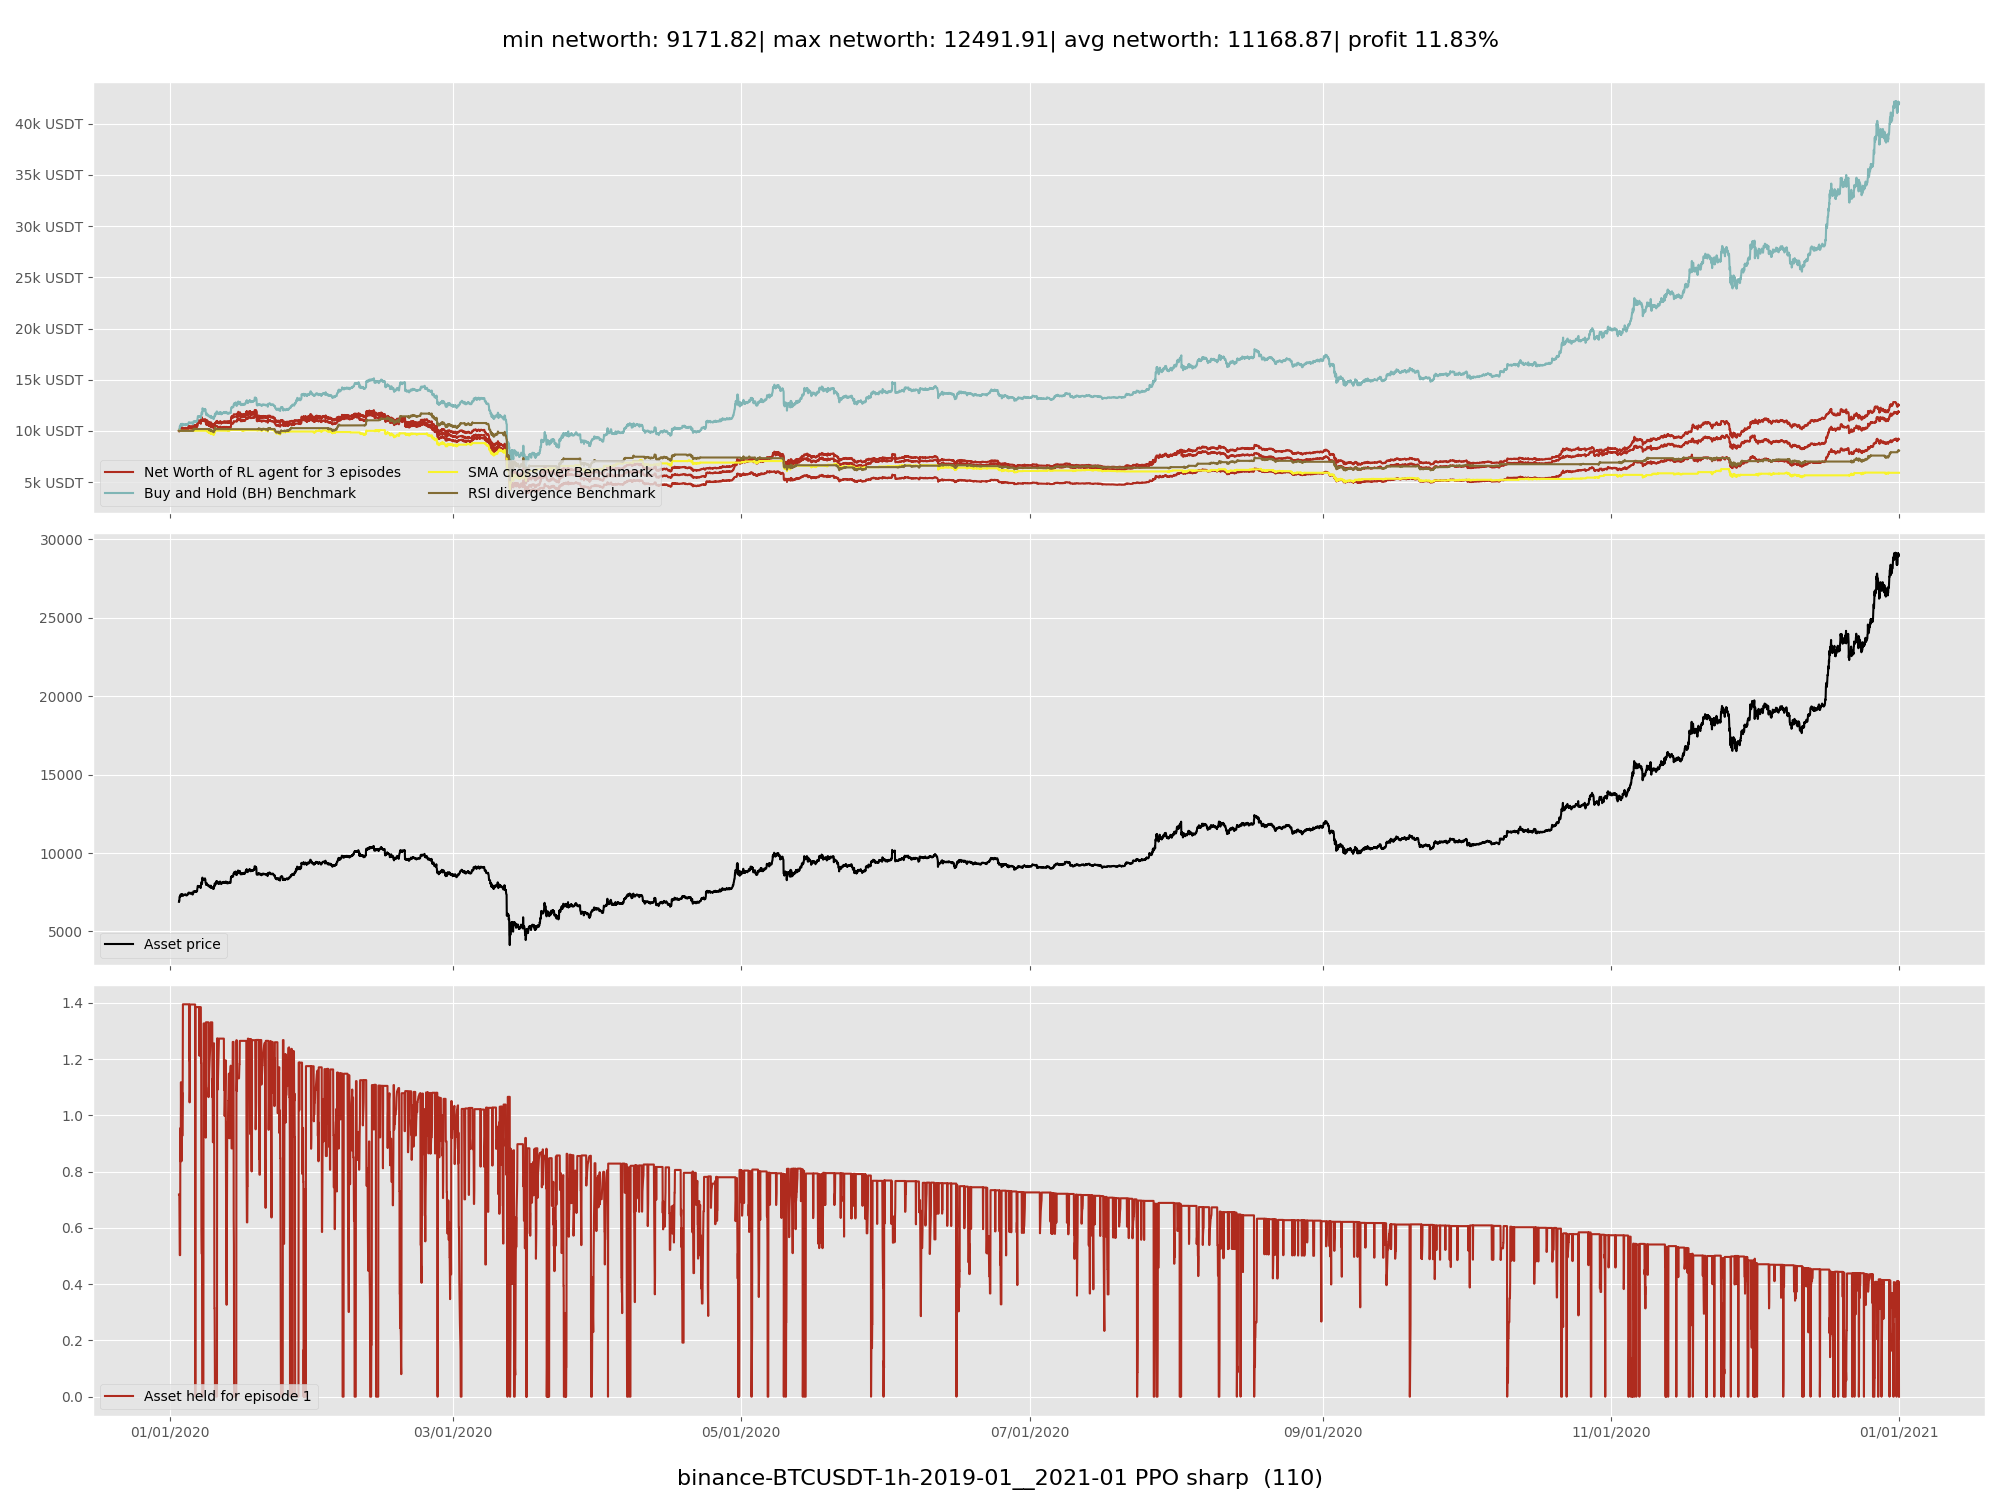 min networth: 9171.82| max networth: 12491.91| avg networth: 11168.87| profit 11.83%
40k USDT
35k USDT
30k USDT
25k USDT
20k USDT
15k USDT
10k USDT
5k USDT
Net Worth of RL agent for 3 episodes
Buy and Hold (BH) Benchmark
SMA crossover Benchmark
RSI divergence Benchmark
30000
25000
20000
15000
10000
5000
Asset price
1.4
1.2
1.0
0.8
0.6
0.4
0.2
0.0
Asset held for episode 1
01/01/2020 03/01/2020 05/01/2020 07/01/2020 09/01/2020 11/01/2020 01/01/2021
binance-BTCUSDT-1h-2019-01__2021-01 PPO sharp (110)